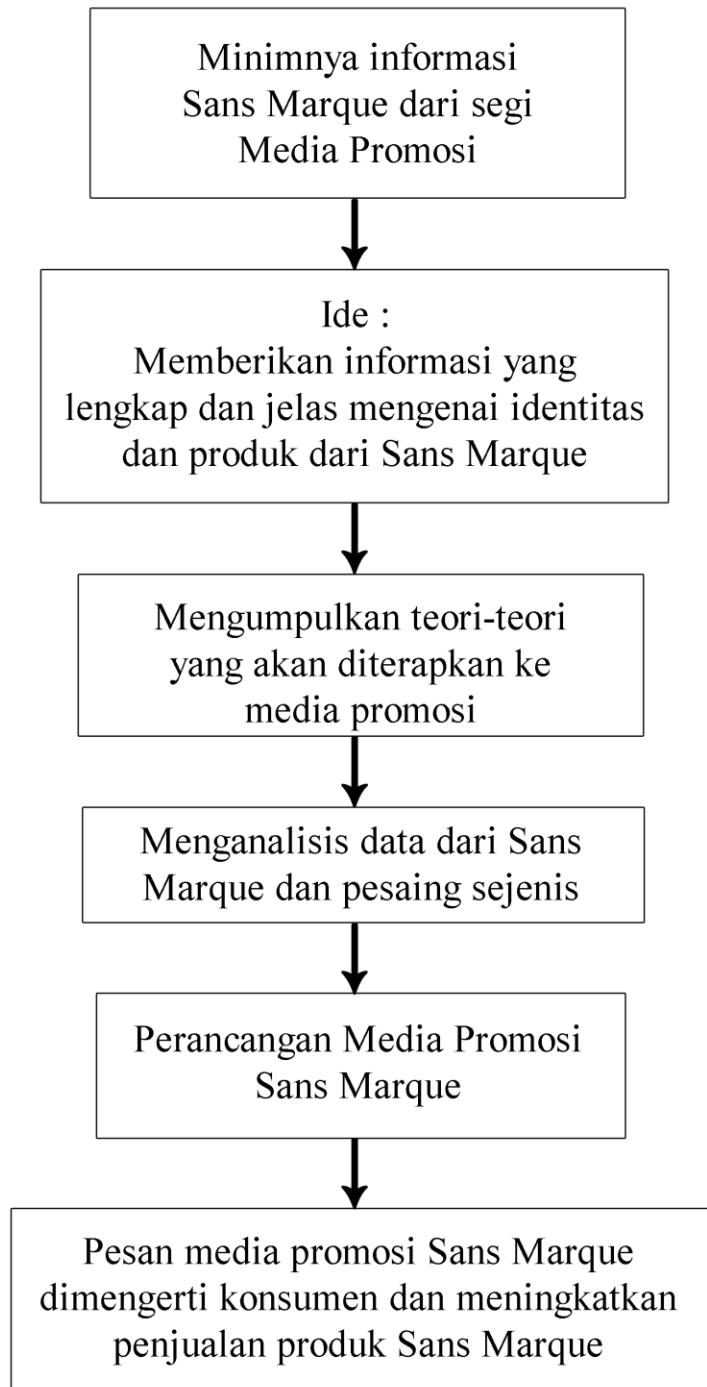 Minimnya informasi
Sans Marque dari segi
Media Promosi
Ide :
Memberikan informasi yang
lengkap dan jelas mengenai identitas
dan produk dari Sans Marque
Mengumpulkan teori-teori
yang akan diterapkan ke
media promosi
Menganalisis data dari Sans
Marque dan pesaing sejenis
Perancangan Media Promosi
Sans Marque
Pesan media promosi Sans Marque
dimengerti konsumen dan meningkatkan
penjualan produk Sans Marque